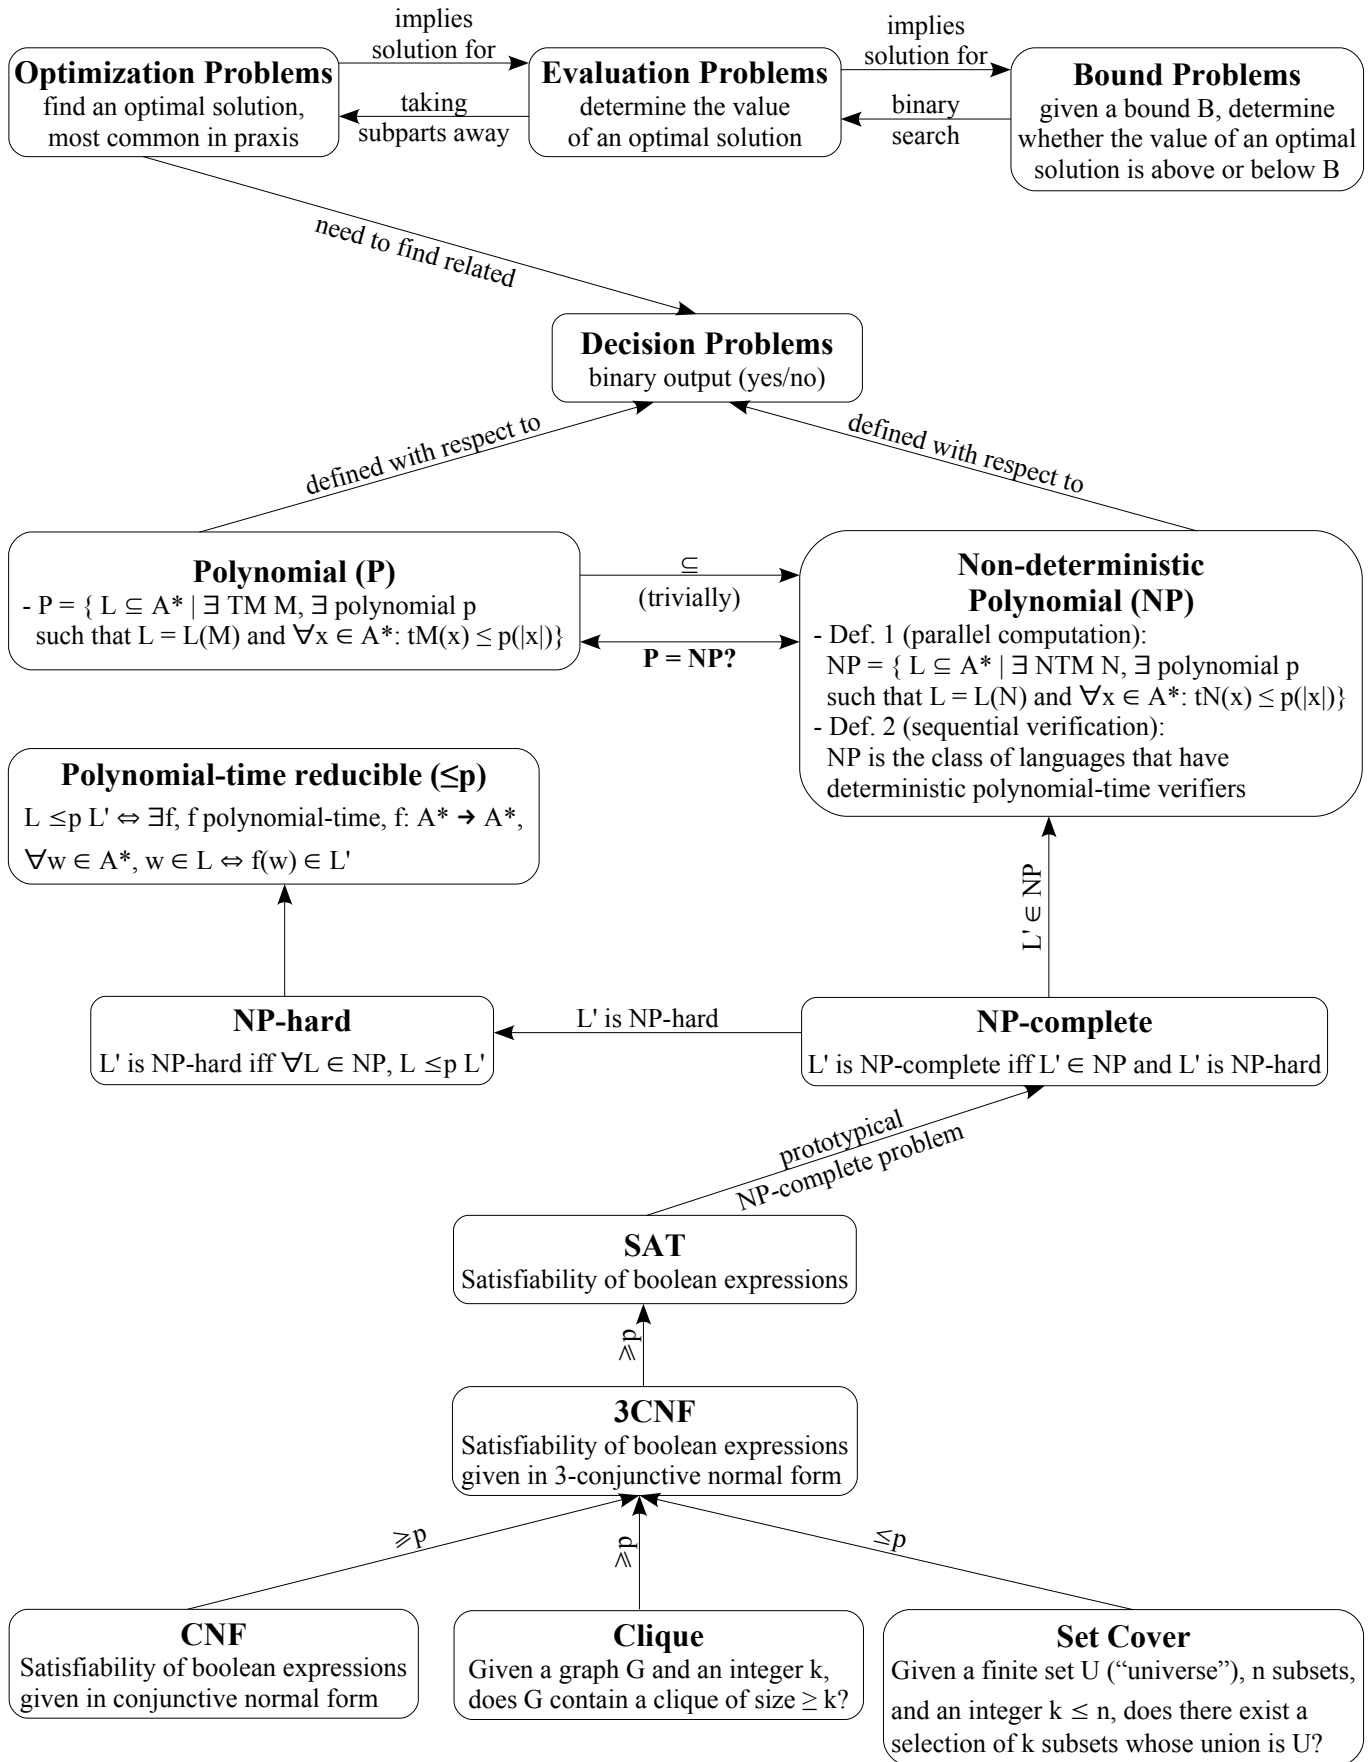 implies
solution for
implies
solution for
Optimization Problems
find an optimal solution,
most common in praxis
taking
subparts away
Evaluation Problems
determine the value
of an optimal solution
binary
search
Bound Problems
given a bound B, determine
whether the value of an optimal
solution is above or below B
need to find related
Decision Problems
binary output (yes/no)
defined with respect to
defined with respect to
Polynomial (P)
- P = { L ⊆ A* | ∃ TM M, ∃ polynomial p
such that L = L(M) and ∀x ∈ A*: tM(x) ≤ p(|x|)}
⊆
(trivially)
P = NP?
Non-deterministic
Polynomial (NP)
- Def. 1 (parallel computation):
NP = { L ⊆ A* | ∃ NTM N, ∃ polynomial p
such that L = L(N) and ∀x ∈ A*: tN(x) ≤ p(|x|)}
- Def. 2 (sequential verification):
NP is the class of languages that have
deterministic polynomial-time verifiers
Polynomial-time reducible (≤p)
L ≤p L' ⇔ ∃f, f polynomial-time, f: A* → A*,
∀w ∈ A*, w ∈ L ⇔ f(w) ∈ L'
L' ∈ NP
NP-hard
L' is NP-hard iff ∀L ∈ NP, L ≤p L'
L' is NP-hard
NP-complete
L' is NP-complete iff L' ∈ NP and L' is NP-hard
prototypical
NP-complete problem
SAT
Satisfiability of boolean expressions
⩾p
3CNF
Satisfiability of boolean expressions
given in 3-conjunctive normal form
⩾p
⩾p
≤p
CNF
Satisfiability of boolean expressions
given in conjunctive normal form
Clique
Given a graph G and an integer k,
does G contain a clique of size ≥ k?
Set Cover
Given a finite set U (“universe”), n subsets,
and an integer k ≤ n, does there exist a
selection of k subsets whose union is U?